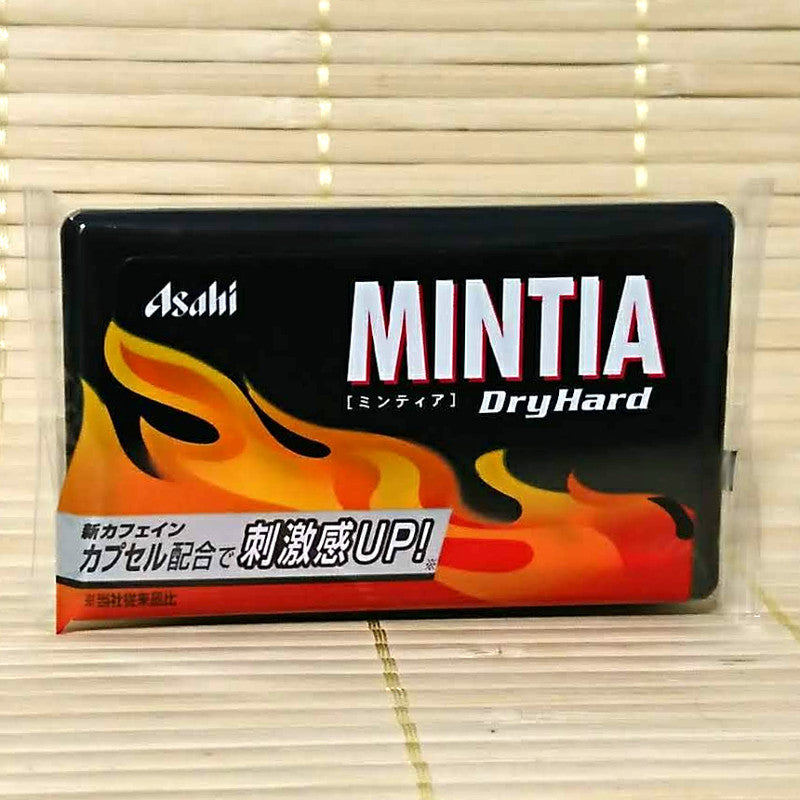 Asahi
MINTIA
[ミンティア] DryHard
新カフェイン
カプセル配合で 刺激感UP!※
※当社従来品比